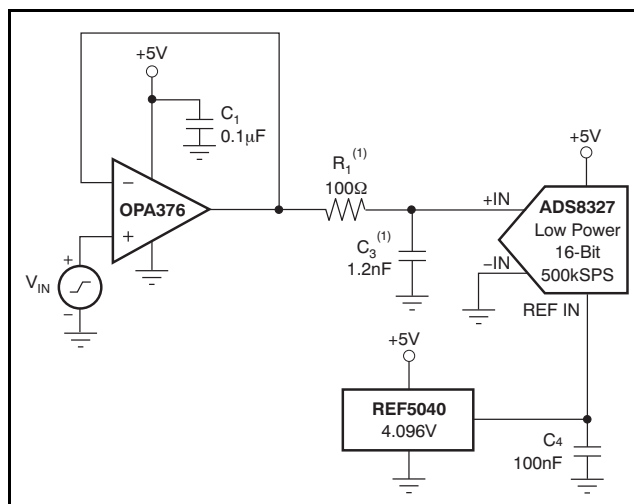 +5V
C1
0.1μF
−
OPA376
+
+
VIN
−
R1(1)
100Ω
C3(1)
1.2nF
+5V
+IN
ADS8327
Low Power
16-Bit
500kSPS
−IN
REF IN
+5V
REF5040
4.096V
C4
100nF